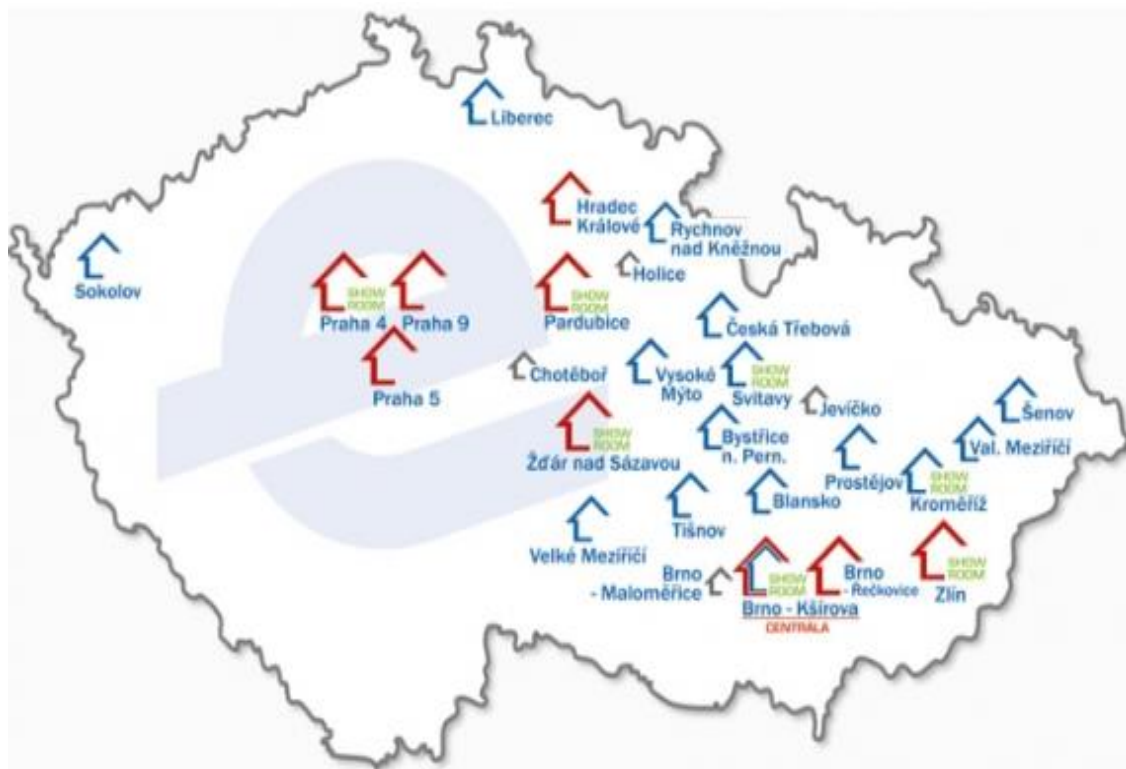 Liberec
Hradec
Králové
Rychnov
nad Kněžnou
Holice
Sokolov
SHOW
ROOM
Praha 4
Praha 9
SHOW
ROOM
Pardubice
Česká Třebová
Praha 5
Chotěboř
Vysoké
Mýto
SHOW
ROOM
Svitavy
Jevíčko
Šenov
SHOW
ROOM
Žďár nad Sázavou
Bystřice
n. Pern.
Val. Meziříčí
Prostějov
SHOW
ROOM
Kroměříž
Blansko
Tišnov
Velké Meziříčí
Brno
- Maloměřice
SHOW
ROOM
Brno - Kšírova
CENTRÁLA
Brno
- Řečkovice
SHOW
ROOM
Zlín